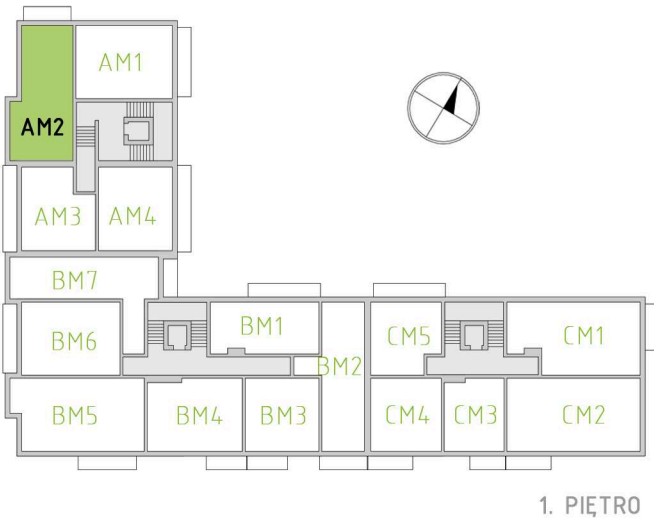 AM1
AM2
AM3
AM4
BM7
BM6
BM1
BM2
CM5
CM1
BM5
BM4
BM3
CM4
CM3
CM2
1. PIĘTRO